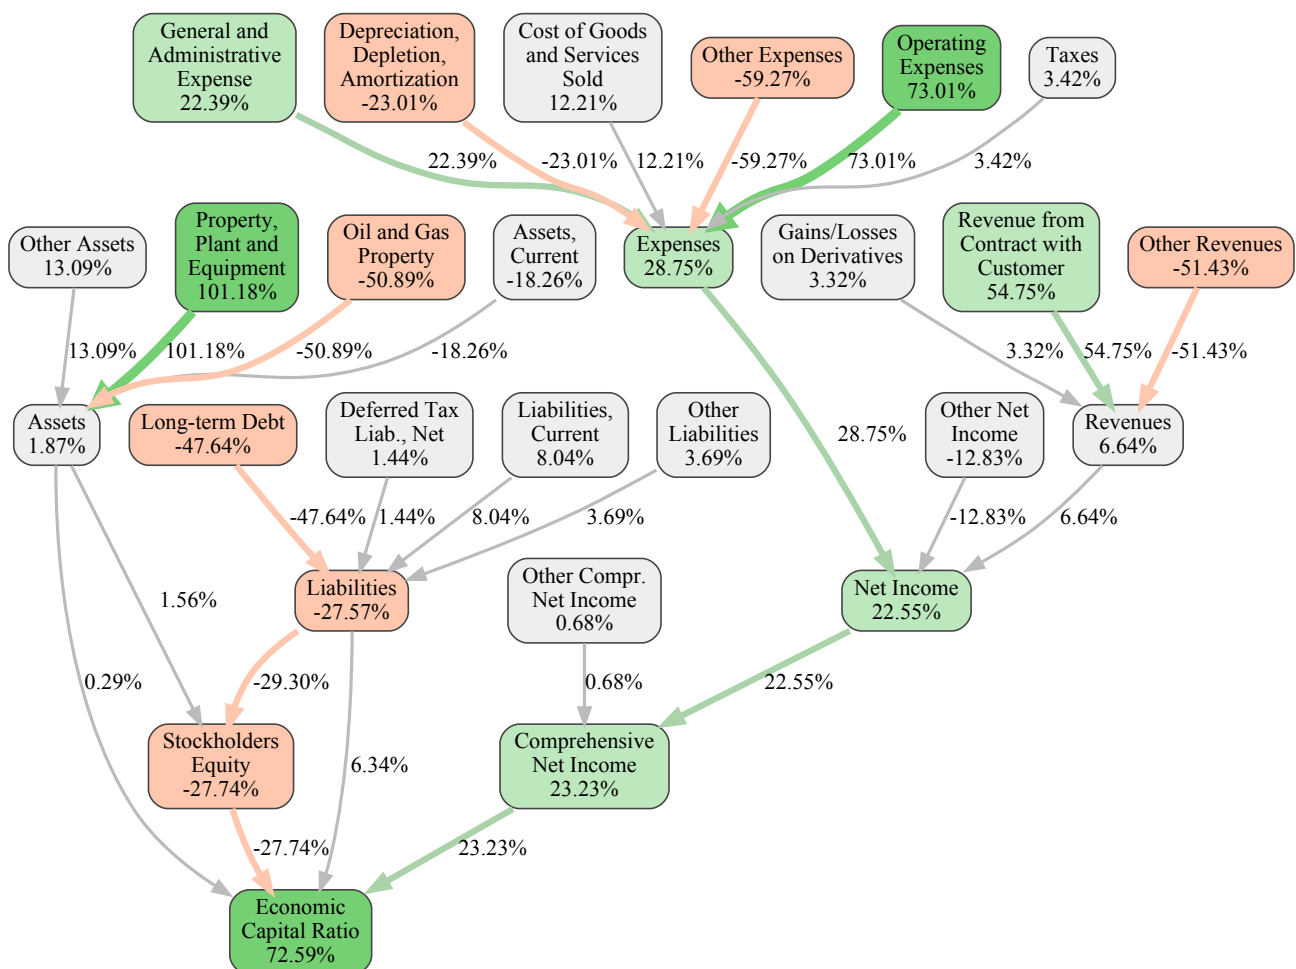 General and
Administrative
Expense
22.39%
Depreciation,
Depletion,
Amortization
-23.01%
Cost of Goods
and Services
Sold
12.21%
Other Expenses
-59.27%
Operating
Expenses
73.01%
Taxes
3.42%
22.39%
-23.01%
12.21%
-59.27%
73.01%
3.42%
Other Assets
13.09%
Property,
Plant and
Equipment
101.18%
Oil and Gas
Property
-50.89%
Assets,
Current
-18.26%
Expenses
28.75%
Gains/Losses
on Derivatives
3.32%
Revenue from
Contract with
Customer
54.75%
Other Revenues
-51.43%
13.09%
101.18%
-50.89%
-18.26%
3.32%
54.75%
-51.43%
Assets
1.87%
Long-term Debt
-47.64%
Deferred Tax
Liab., Net
1.44%
Liabilities,
Current
8.04%
Other
Liabilities
3.69%
28.75%
Other Net
Income
-12.83%
Revenues
6.64%
-47.64%
1.44%
8.04%
3.69%
-12.83%
6.64%
1.56%
Liabilities
-27.57%
Other Compr.
Net Income
0.68%
Net Income
22.55%
0.29%
-29.30%
0.68%
22.55%
Stockholders
Equity
-27.74%
6.34%
Comprehensive
Net Income
23.23%
-27.74%
23.23%
Economic
Capital Ratio
72.59%